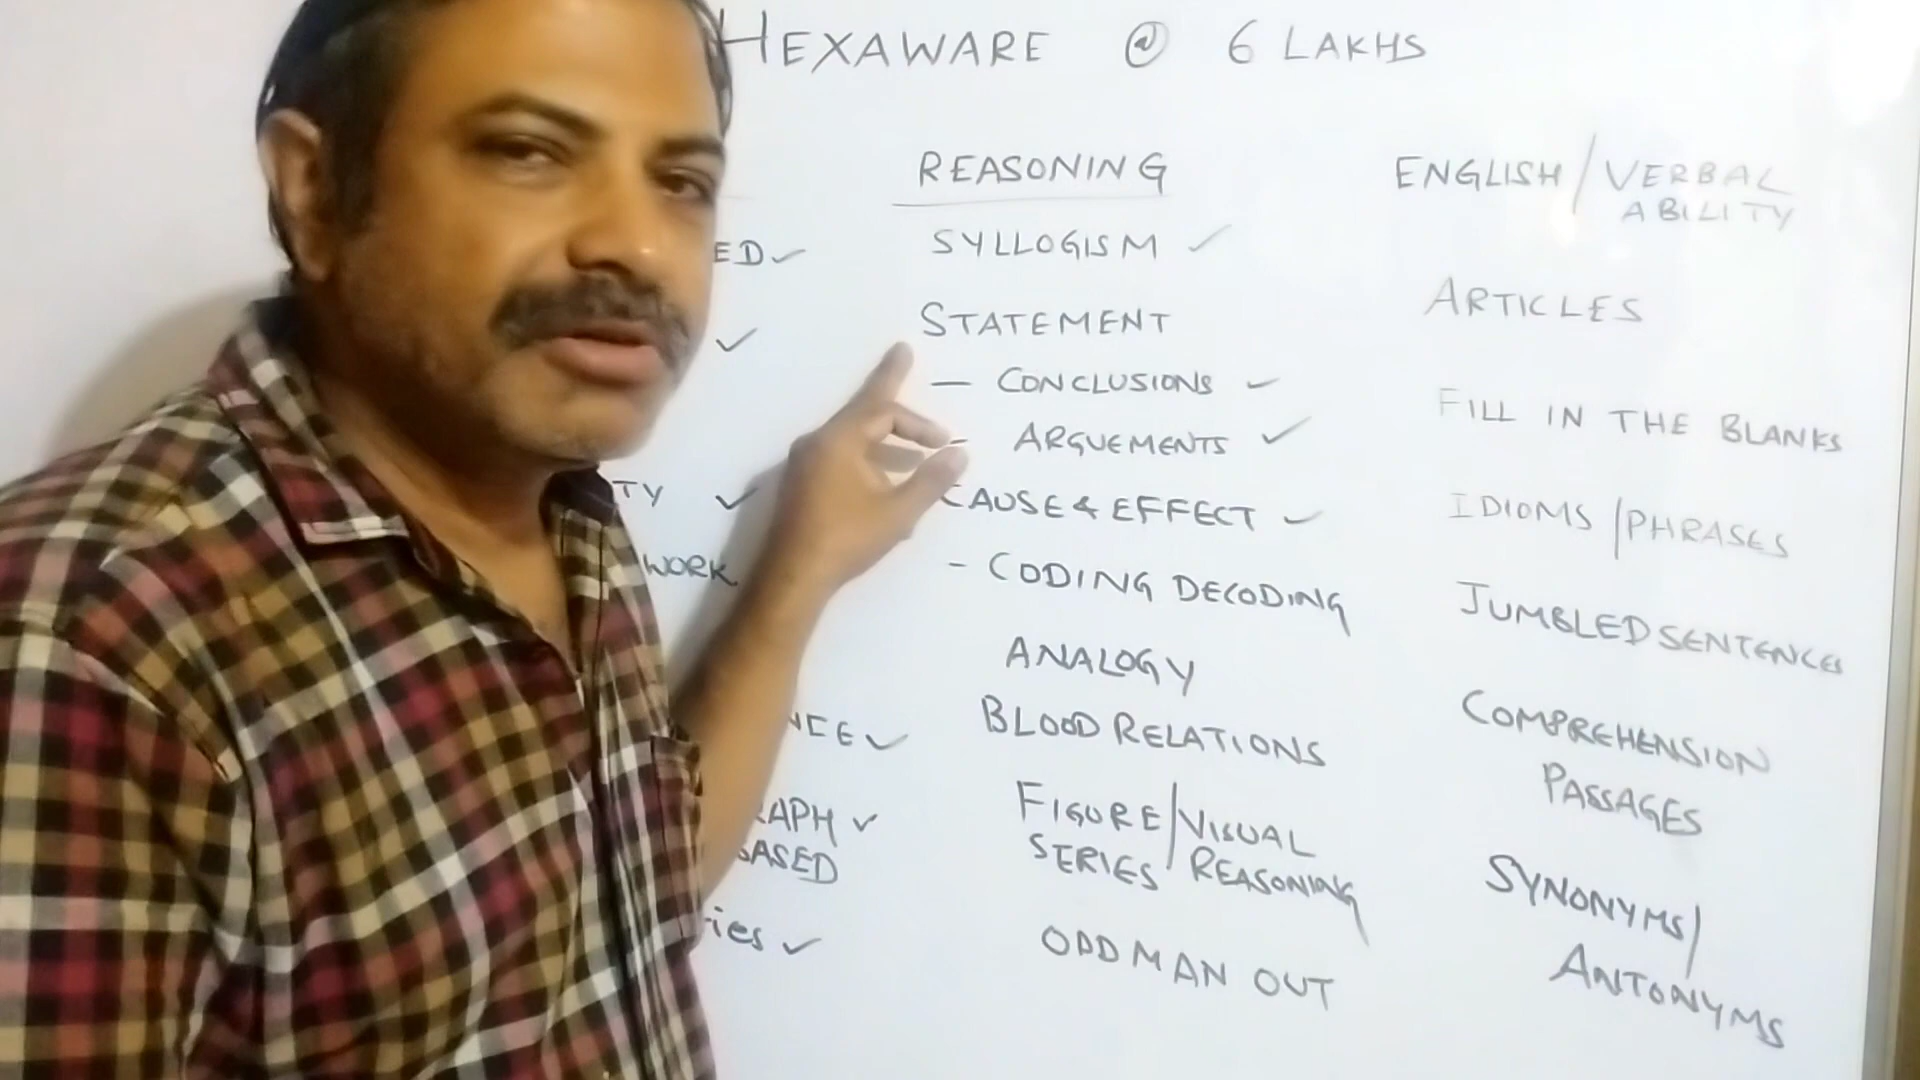 HEXAWARE @ 6 LAKHS
ED ✓
✓
TY ✓
WORK
NCE ✓
RAPH ✓
BASED
ies ✓
REASONING
SYLLOGISM ✓
STATEMENT
— CONCLUSIONS ✓
- ARGUEMENTS ✓
CAUSE & EFFECT ✓
- CODING DECODING
ANALOGY
BLOOD RELATIONS
FIGURE/VISUAL
SERIES REASONING
ODD MAN OUT
ENGLISH/VERBAL
ABILITY
ARTICLES
FILL IN THE BLANKS
IDIOMS/PHRASES
JUMBLED SENTENCES
COMPREHENSION
PASSAGES
SYNONYMS/
ANTONYMS